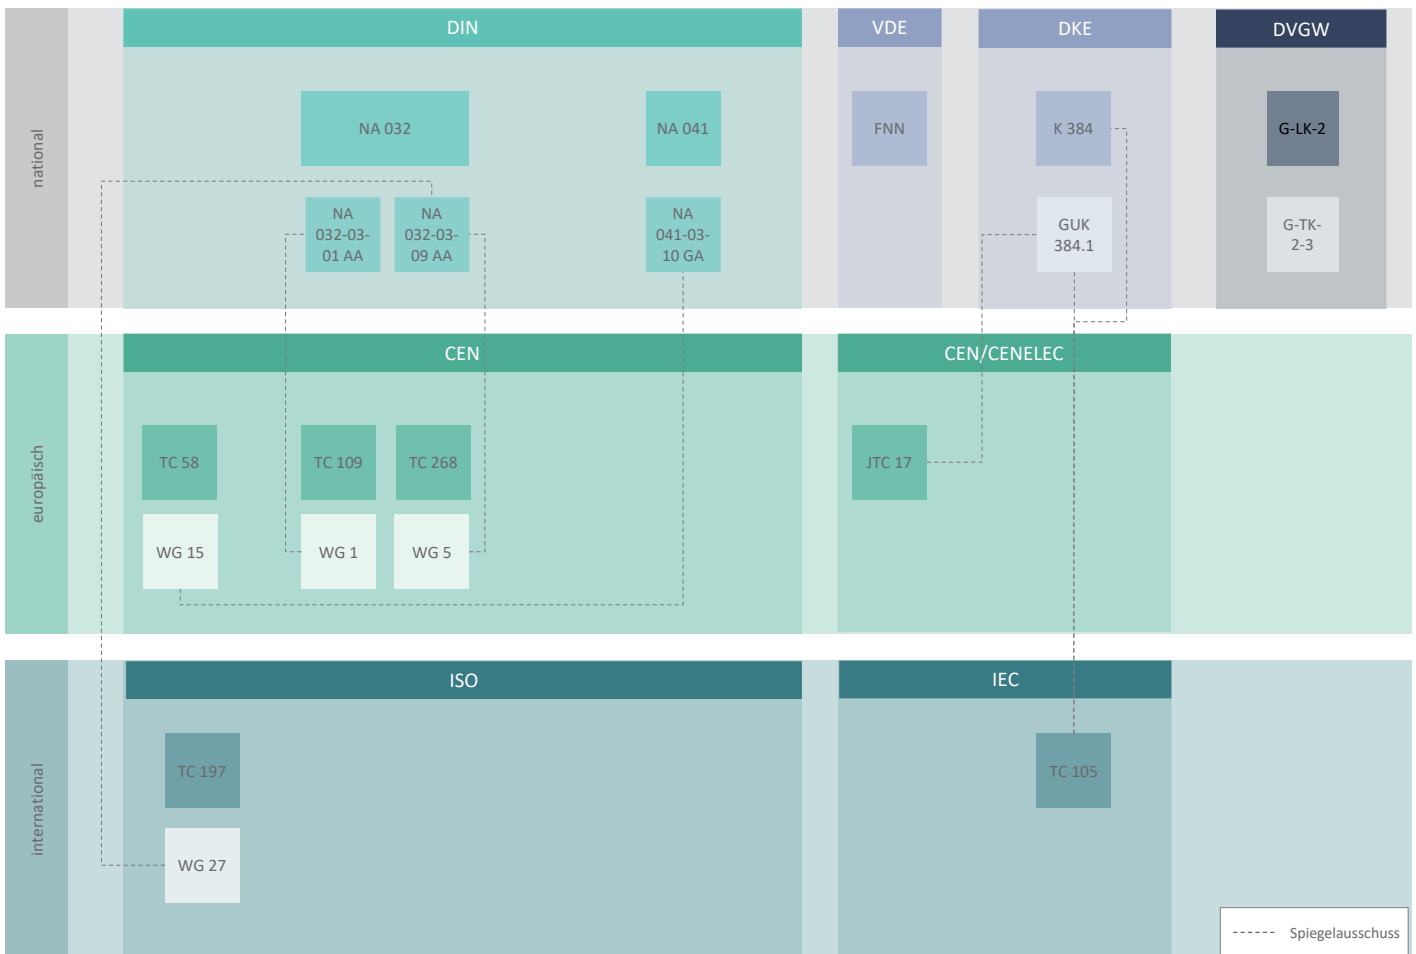 national
DIN
VDE
DKE
DVGW
NA 032
NA 041
FNN
K 384
G-LK-2
NA
032-03-
01 AA
NA
032-03-
09 AA
NA
041-03-
10 GA
GUK
384.1
G-TK-
2-3
europäisch
CEN
CEN/CENELEC
TC 58
TC 109
TC 268
JTC 17
WG 15
WG 1
WG 5
international
ISO
IEC
TC 197
TC 105
WG 27
Spiegelausschuss